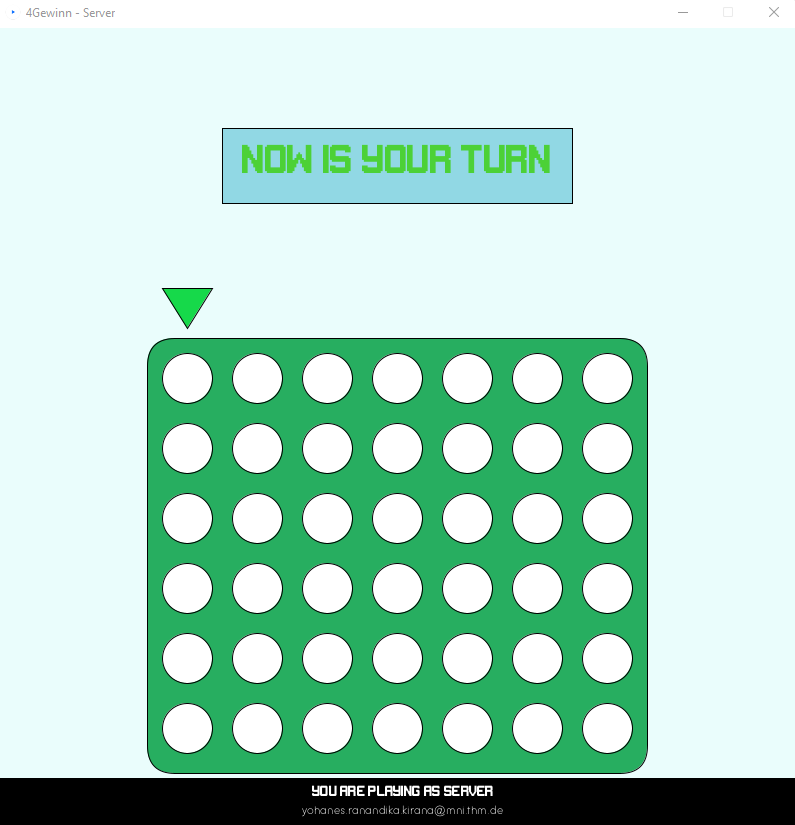 4Gewinn - Server
NOW IS YOUR TURN
YOU ARE PLAYING AS SERVER
yohanes.ranandika.kirana@mni.thm.de